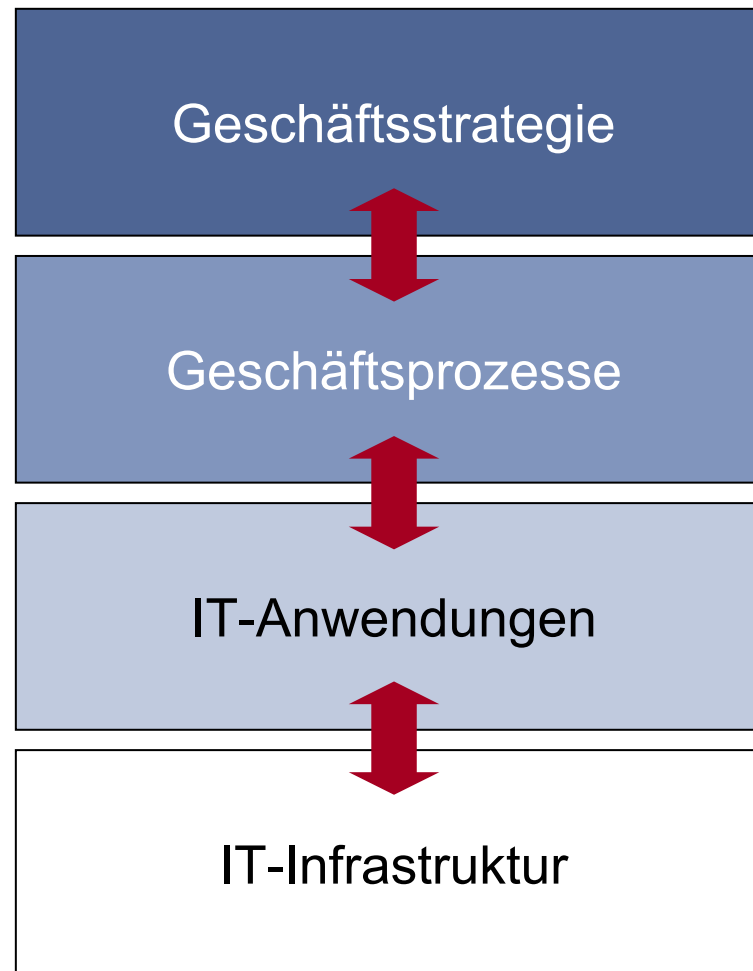 Geschäftsstrategie
Geschäftsprozesse
IT-Anwendungen
IT-Infrastruktur